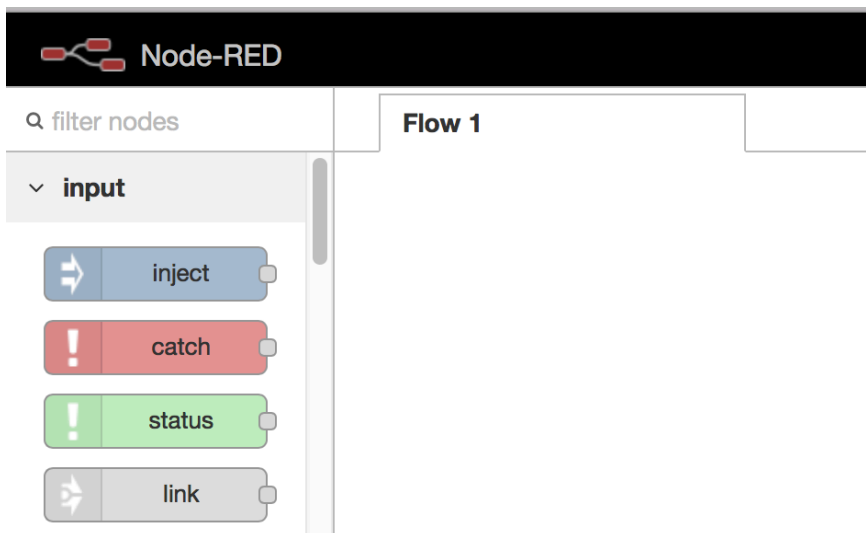 Node-RED
filter nodes
Flow 1
input
inject
catch
status
link